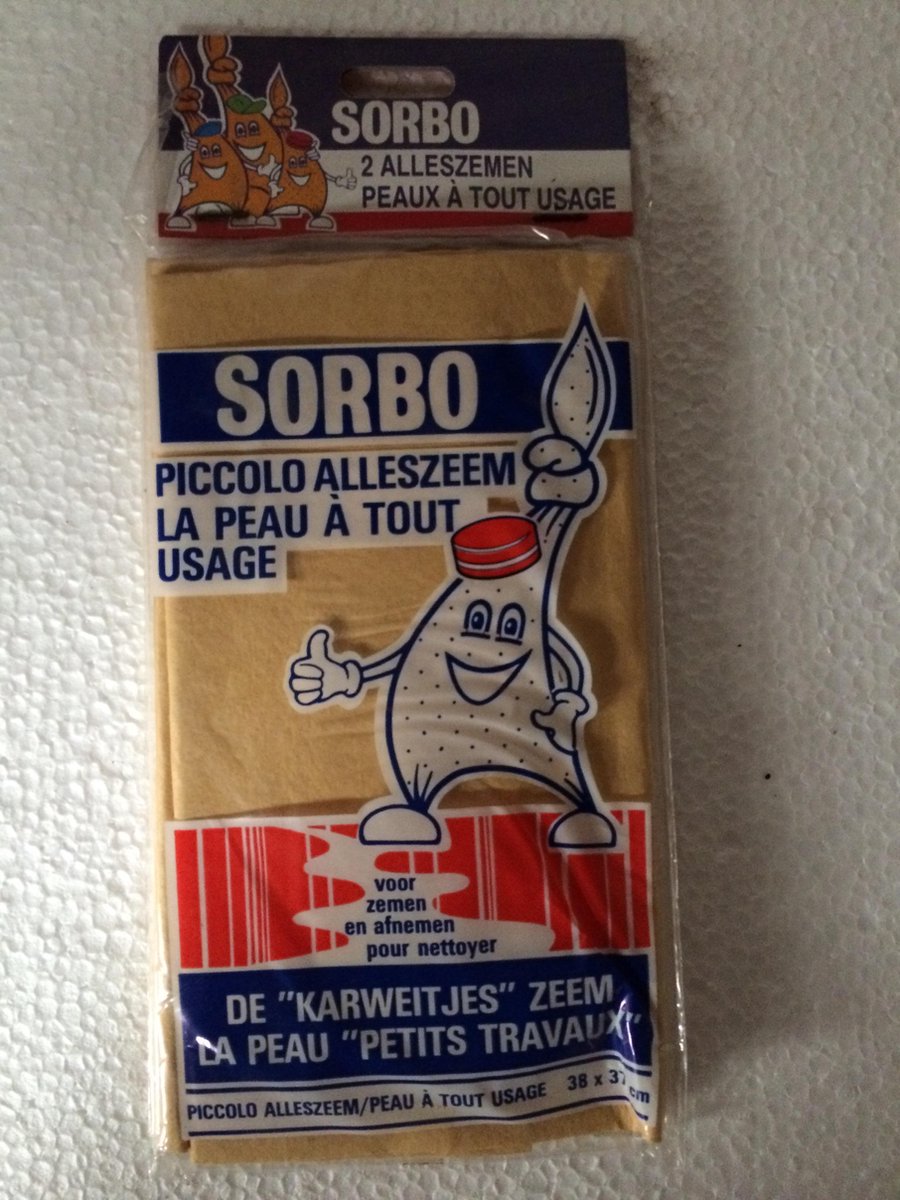 SORBO
2 ALLESZEMEN
PEAUX À TOUT USAGE
SORBO
PICCOLO ALLESZEEM
LA PEAU À TOUT
USAGE
voor
zemen
en afnemen
pour nettoyer
DE "KARWEITJES" ZEEM
LA PEAU "PETITS TRAVAUX"
PICCOLO ALLESZEEM/PEAU À TOUT USAGE 38 x 37 cm